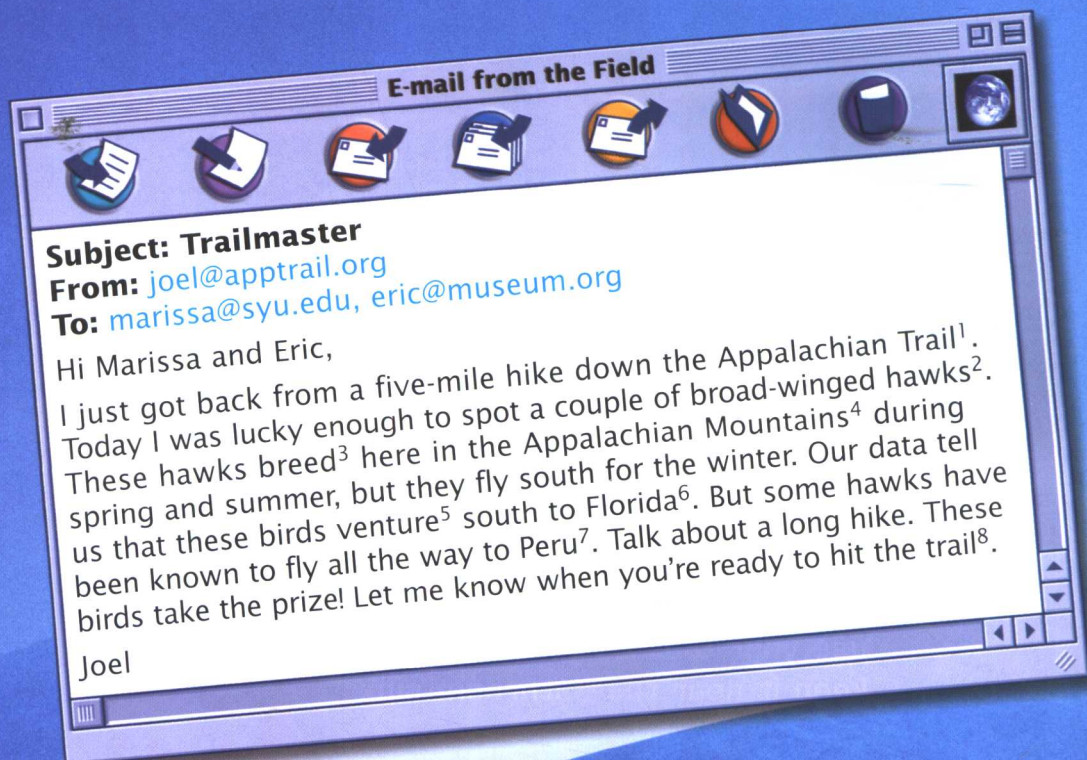 E-mail from the Field
Subject: Trailmaster
From: joel@apptrail.org
To: marissa@syu.edu, eric@museum.org
Hi Marissa and Eric,
I just got back from a five-mile hike down the Appalachian Trail¹.
Today I was lucky enough to spot a couple of broad-winged hawks².
These hawks breed³ here in the Appalachian Mountains⁴ during
spring and summer, but they fly south for the winter. Our data tell
us that these birds venture⁵ south to Florida⁶. But some hawks have
been known to fly all the way to Peru⁷. Talk about a long hike. These
birds take the prize! Let me know when you're ready to hit the trail⁸.
Joel